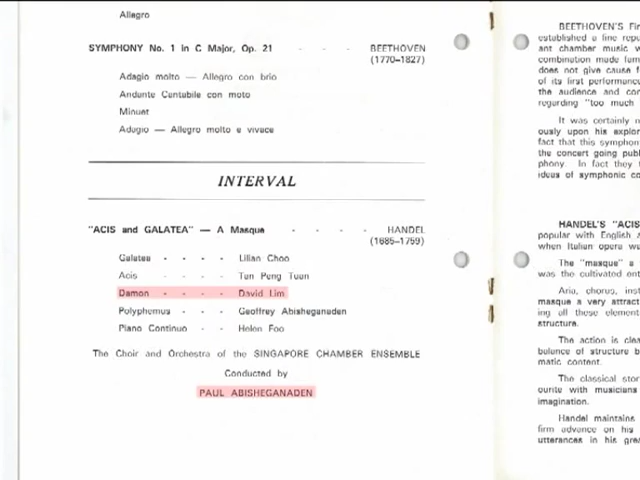 Allegro
SYMPHONY No. 1 in C Major, Op. 21 - - - BEETHOVEN
(1770–1827)
Adagio molto — Allegro con brio
Andante Cantabile con moto
Minuet
Adagio — Allegro molto e vivace
INTERVAL
"ACIS and GALATEA" — A Masque - - - - HANDEL
(1685–1759)
Galatea - - - - Lilian Choo
Acis - - - - Tan Peng Tuan
Damon - - - - David Lim
Polyphemus - - - Geoffrey Abisheganaden
Piano Continuo - - Helen Foo
The Choir and Orchestra of the SINGAPORE CHAMBER ENSEMBLE
Conducted by
PAUL ABISHEGANADEN
BEETHOVEN'S
established a fine
ant chamber music
combination made
does not give cause
of its first performance
the audience and
regarding "too much
It was certainly
ously upon his
fact that this
the concert going
phony. In fact they
ideas of symphonic
HANDEL'S
popular with English
when Italian opera
The "masque" a
was the cultivated
Aria, chorus,
masque a very
ing all these
structure.
The action is
balance of structure
matic content.
The classical
ourite with musicians
imagination.
Handel maintains
firm advance on his
utterances in his